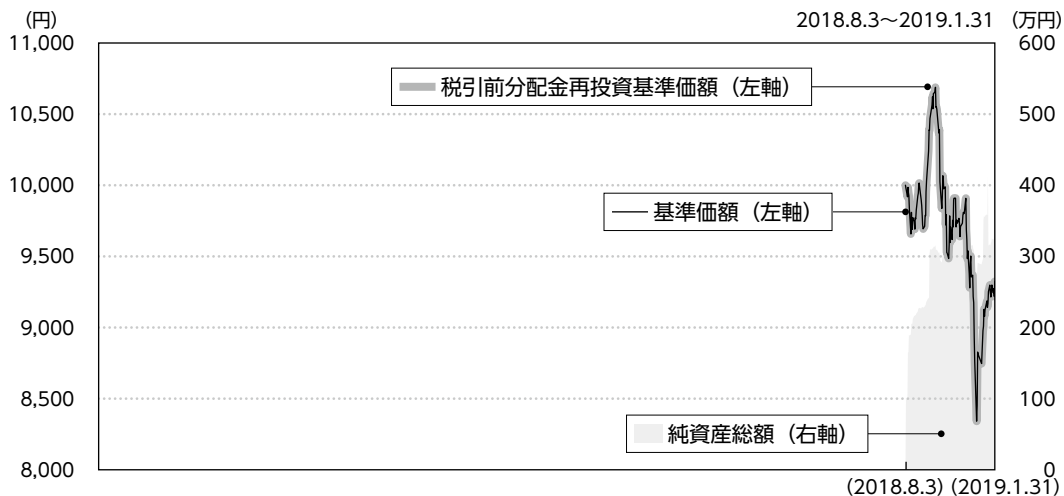 （円） 2018.8.3～2019.1.31 （万円）
11,000 600
税引前分配金再投資基準価額（左軸）
10,500 500
10,000 400
基準価額（左軸）
9,500 300
9,000 200
8,500 100
純資産総額（右軸）
8,000 0
(2018.8.3) (2019.1.31)